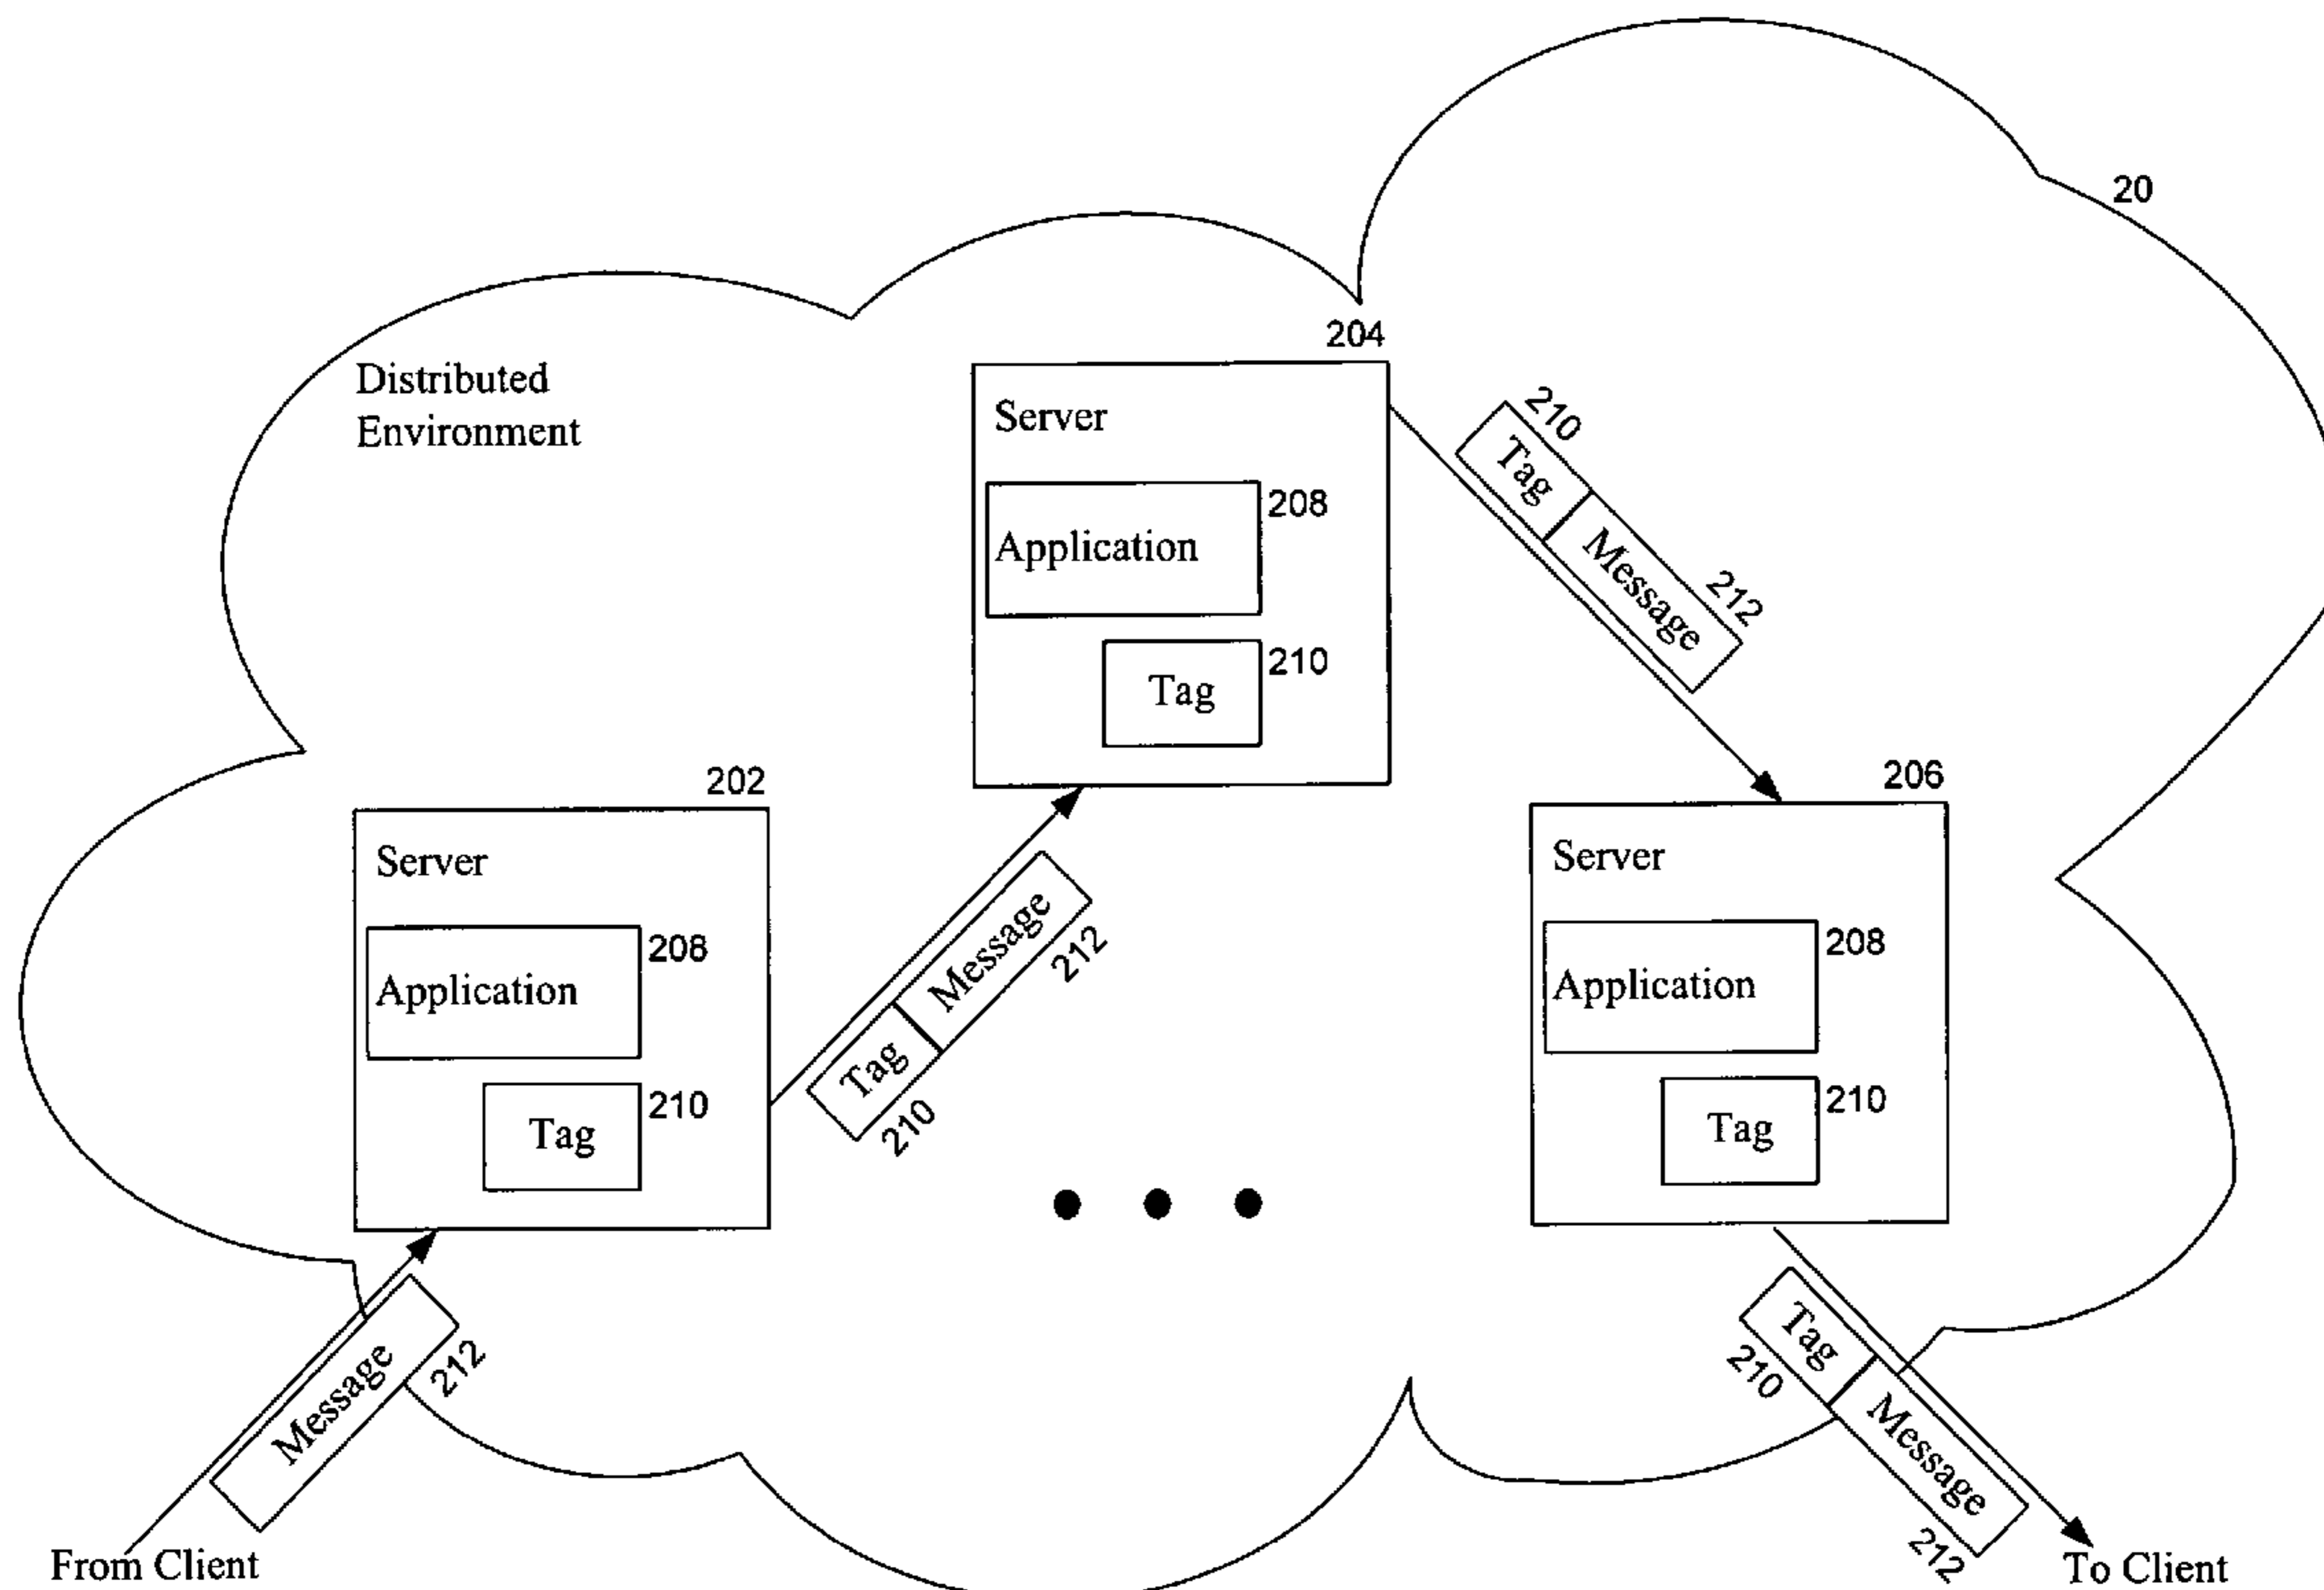 20
204
Distributed
Environment
Server
210
Tag
Message
212
208
Application
210
Tag
202
206
Server
Server
Message
212
Tag
210
208
Application
208
Application
210
Tag
210
Tag
Message
212
Tag
210
Message
212
From Client
To Client